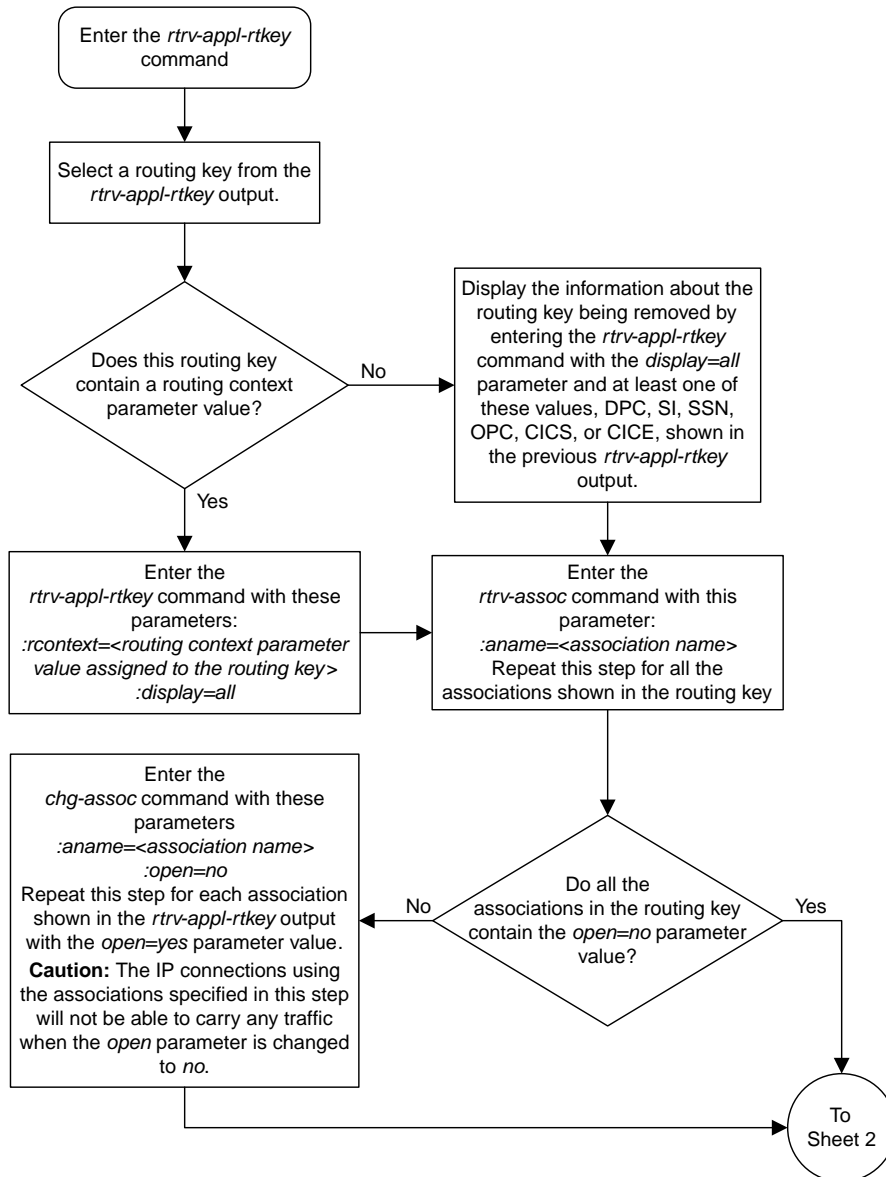 Enter the rtrv-appl-rtkey
command
Select a routing key from the
rtrv-appl-rtkey output.
Does this routing key
contain a routing context
parameter value?
No
Yes
Display the information about the
routing key being removed by
entering the rtrv-appl-rtkey
command with the display=all
parameter and at least one of
these values, DPC, SI, SSN,
OPC, CICS, or CICE, shown in
the previous rtrv-appl-rtkey
output.
Enter the
rtrv-appl-rtkey command with these
parameters:
:rcontext=<routing context parameter
value assigned to the routing key>
:display=all
Enter the
rtrv-assoc command with this
parameter:
:aname=<association name>
Repeat this step for all the
associations shown in the routing key
Do all the
associations in the routing key
contain the open=no parameter
value?
No
Yes
Enter the
chg-assoc command with these
parameters
:aname=<association name>
:open=no
Repeat this step for each association
shown in the rtrv-appl-rtkey output
with the open=yes parameter value.
Caution: The IP connections using
the associations specified in this step
will not be able to carry any traffic
when the open parameter is changed
to no.
To
Sheet 2